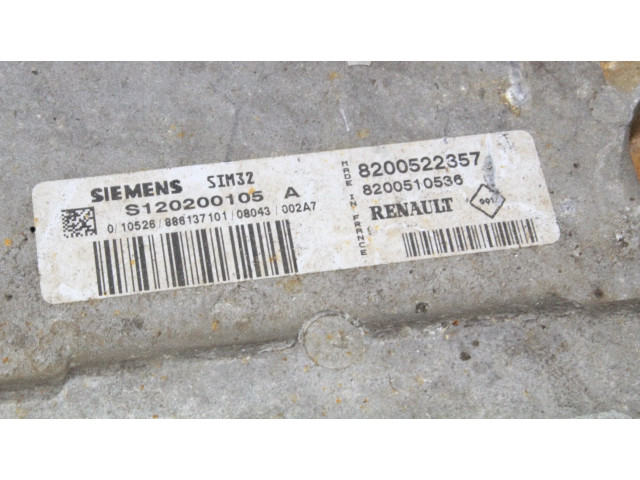 SIEMENS SIM32
S120200105 A
0/10526/886137101/08043/002A7
MADE IN FRANCE
8200522357
8200510536
RENAULT